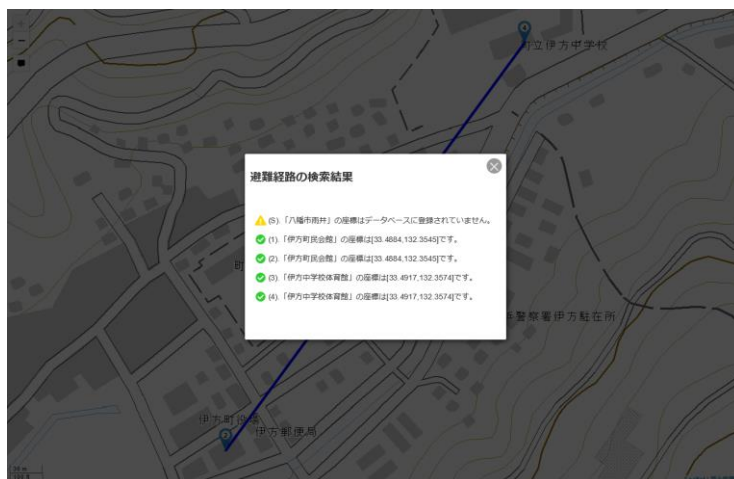 町立伊方中学校
避難経路の検索結果
(S).「八幡市雨井」の座標はデータベースに登録されていません。
(1).「伊方町民会館」の座標は[33.4884,132.3545]です。
(2).「伊方町民会館」の座標は[33.4884,132.3545]です。
(3).「伊方中学校体育館」の座標は[33.4917,132.3574]です。
(4).「伊方中学校体育館」の座標は[33.4917,132.3574]です。
警察署伊方駐在所
伊方町役場
伊方郵便局